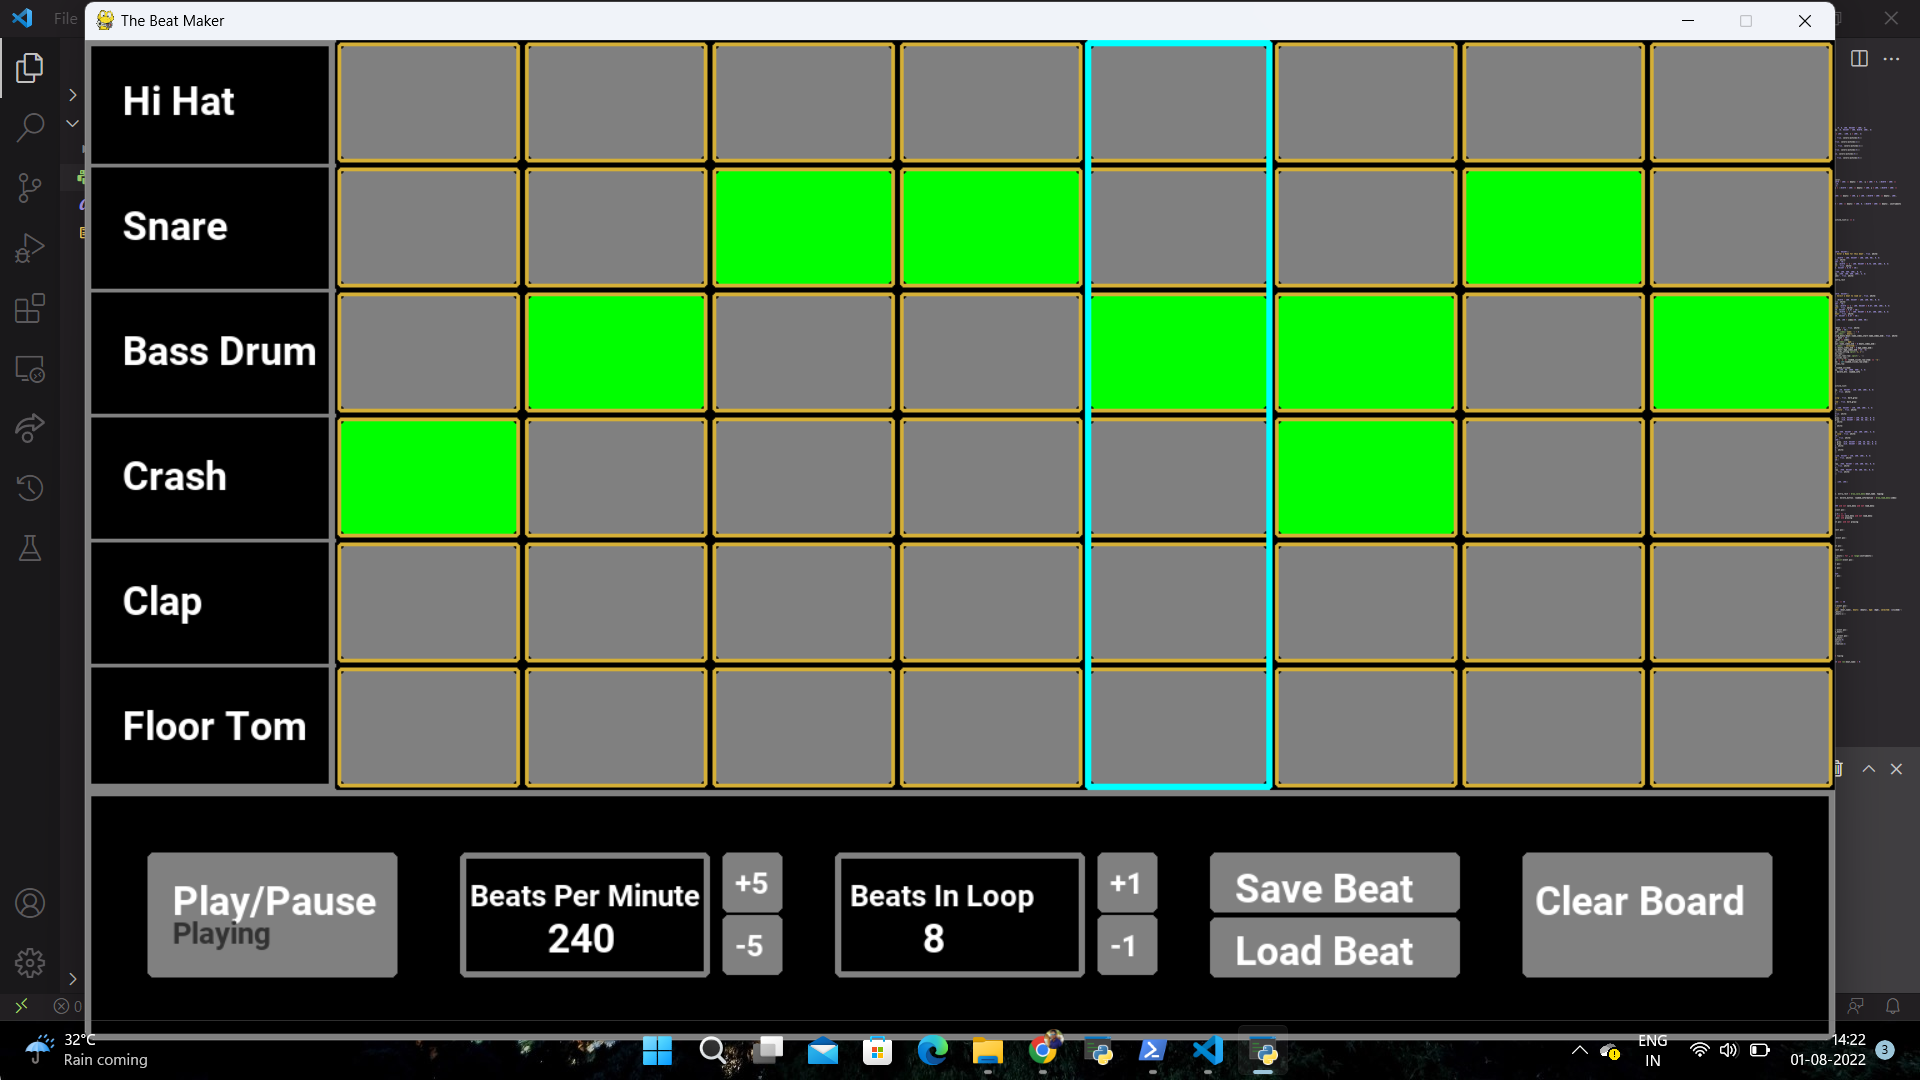 File
The Beat Maker
Hi Hat
Snare
Bass Drum
Crash
Clap
Floor Tom
Play/Pause
Playing
Beats Per Minute
240
+5
-5
Beats In Loop
8
+1
-1
Save Beat
Load Beat
Clear Board
0
32°C
Rain coming
ENG
IN
14:22
01-08-2022
3